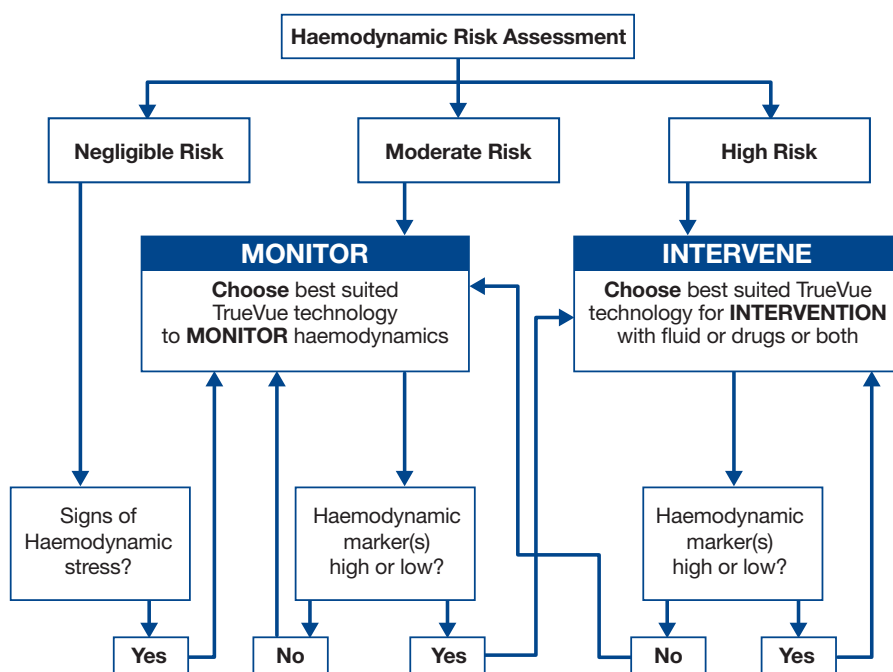 Haemodynamic Risk Assessment
Negligible Risk
Moderate Risk
High Risk
MONITOR
Choose best suited
TrueVue technology
to MONITOR haemodynamics
INTERVENE
Choose best suited TrueVue
technology for INTERVENTION
with fluid or drugs or both
Signs of
Haemodynamic
stress?
Haemodynamic
marker(s)
high or low?
Haemodynamic
marker(s)
high or low?
Yes
No
Yes
No
Yes